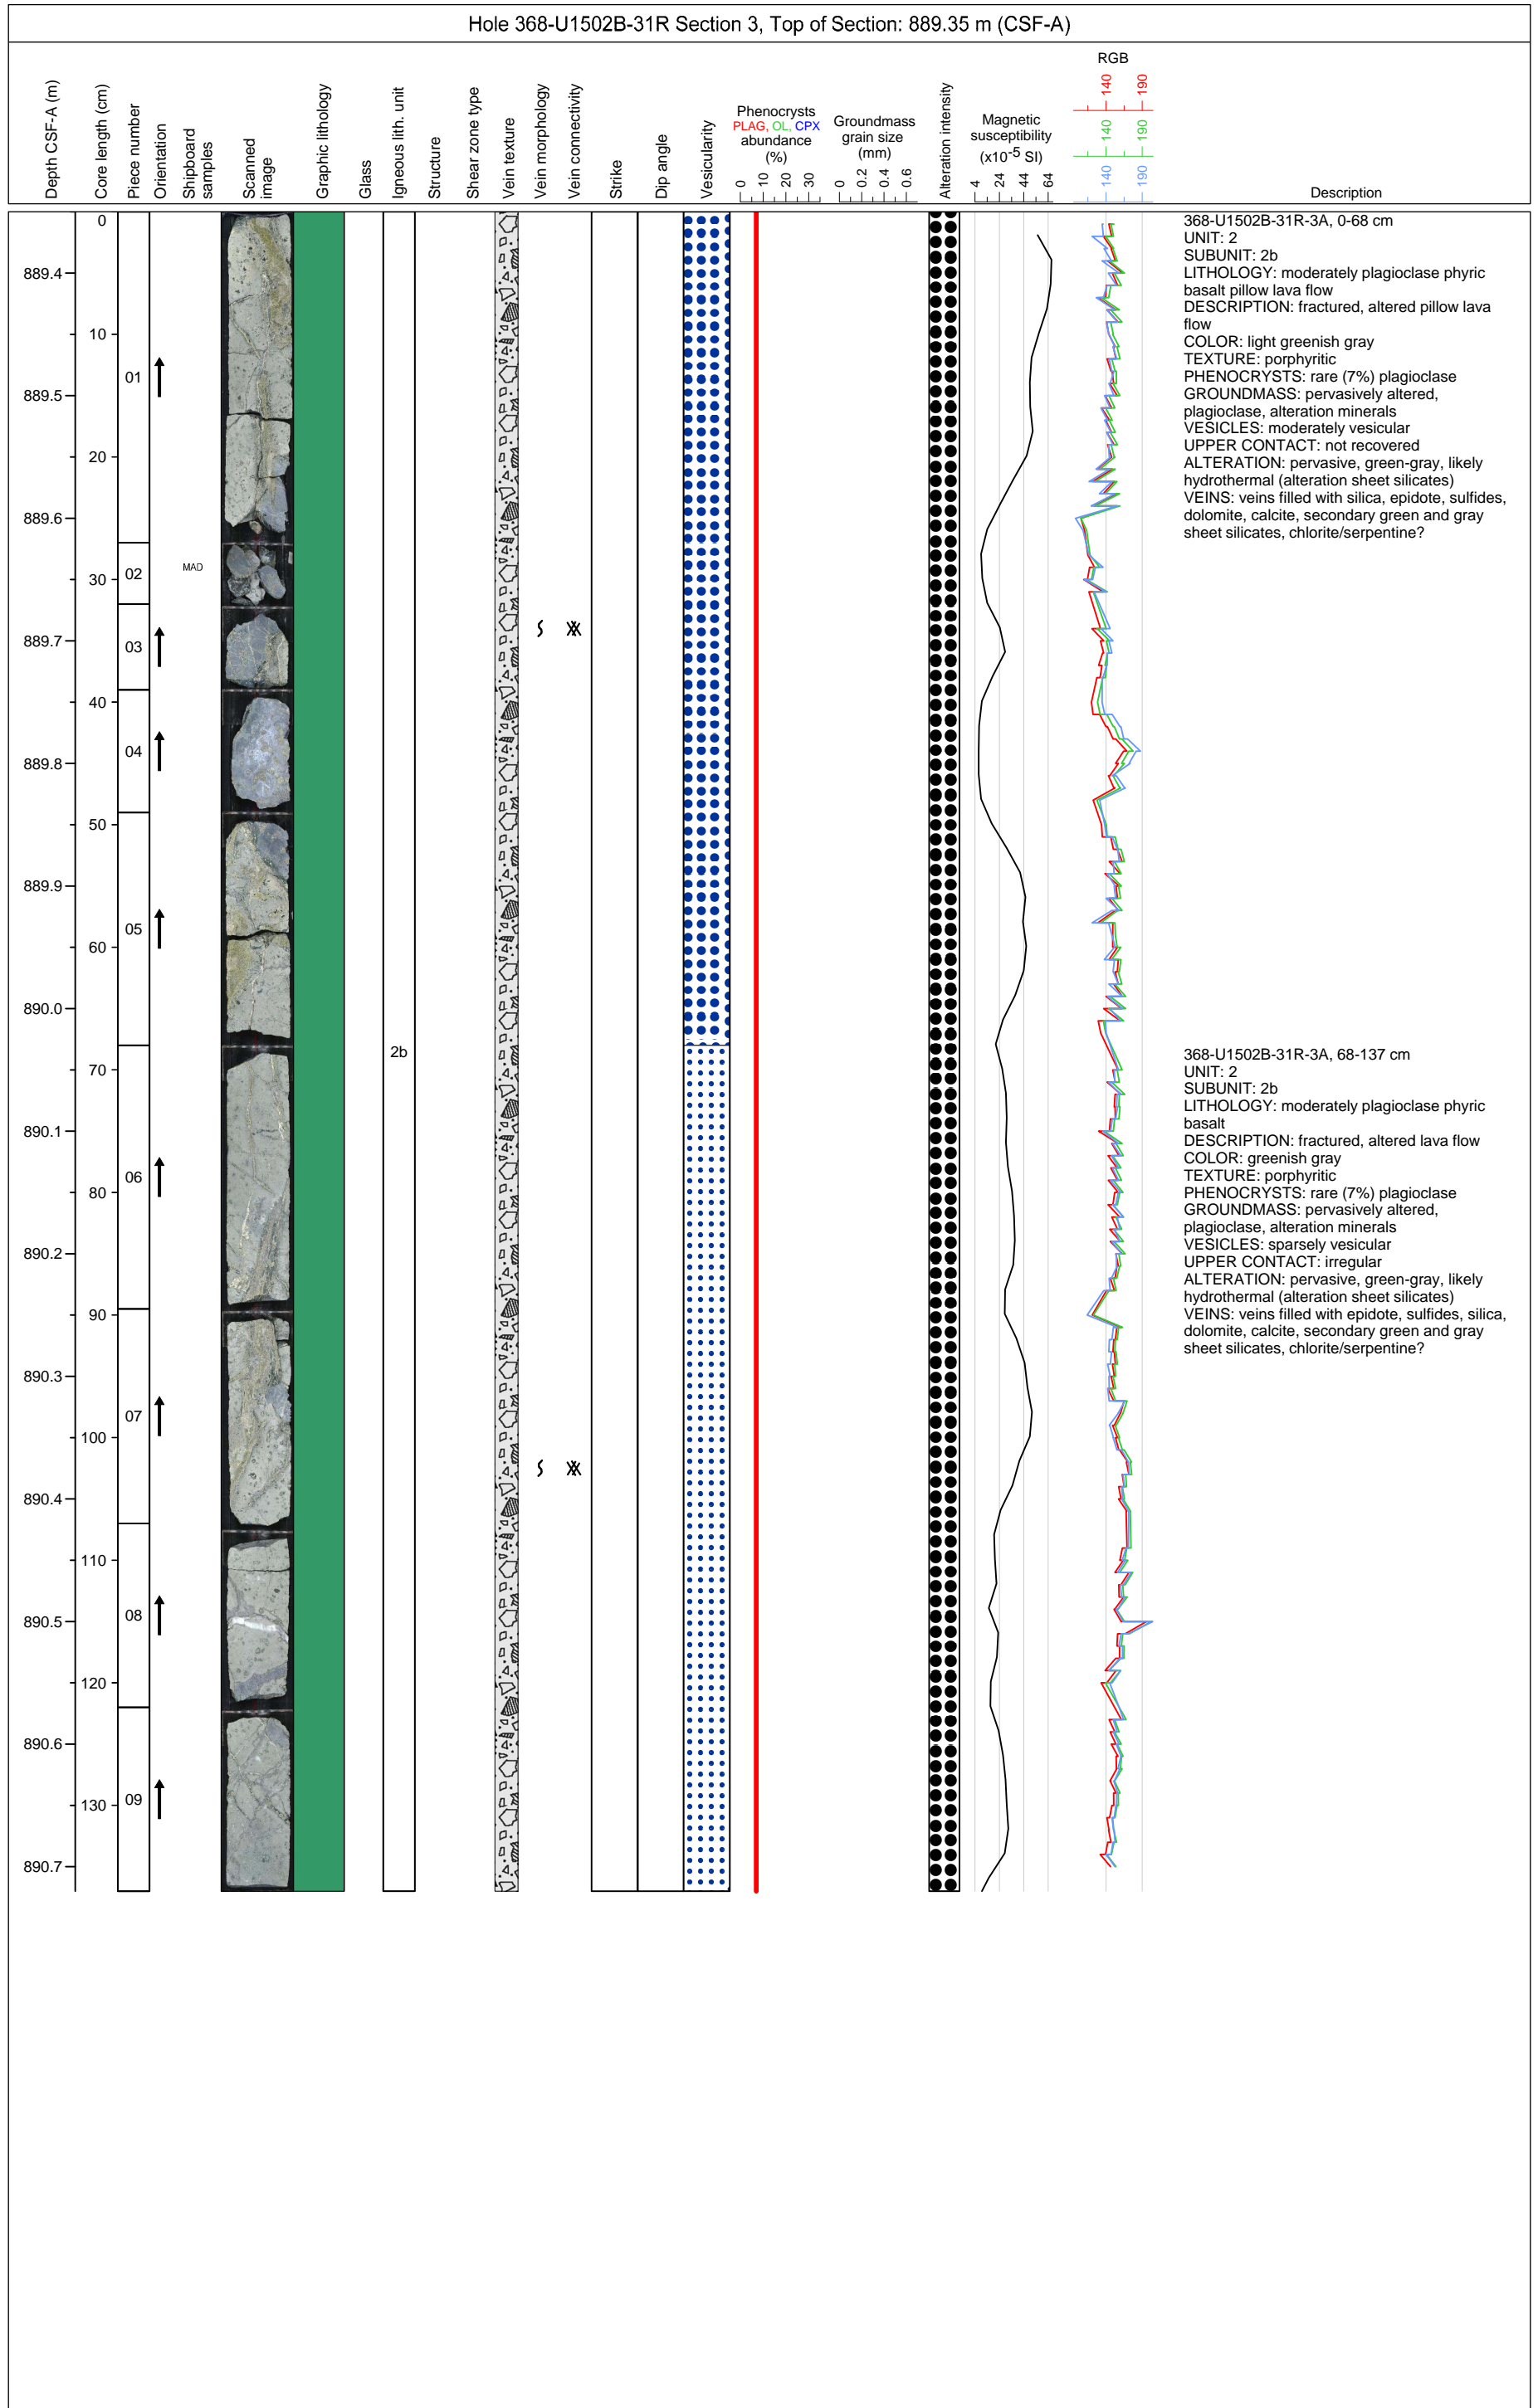 Hole 368-U1502B-31R Section 3, Top of Section: 889.35 m (CSF-A)
Depth CSF-A (m)
Core length (cm)
Piece number
Orientation
Shipboard
samples
Scanned
image
Graphic lithology
Glass
Igneous lith. unit
Structure
Shear zone type
Vein texture
Vein morphology
Vein connectivity
Strike
Dip angle
Vesicularity
Phenocrysts
PLAG, OL, CPX
abundance
(%)
0 10 20 30
Groundmass
grain size
(mm)
0 0.2 0.4 0.6
Alteration intensity
Magnetic
susceptibility
(x10-5 SI)
4 24 44 64
RGB
140 190
140 190
140 190
Description
889.4
889.5
889.6
889.7
889.8
889.9
890.0
890.1
890.2
890.3
890.4
890.5
890.6
890.7
0
10
20
30
40
50
60
70
80
90
100
110
120
130
01
02
03
04
05
06
07
08
09
MAD
2b
368-U1502B-31R-3A, 0-68 cm
UNIT: 2
SUBUNIT: 2b
LITHOLOGY: moderately plagioclase phyric
basalt pillow lava flow
DESCRIPTION: fractured, altered pillow lava
flow
COLOR: light greenish gray
TEXTURE: porphyritic
PHENOCRYSTS: rare (7%) plagioclase
GROUNDMASS: pervasively altered,
plagioclase, alteration minerals
VESICLES: moderately vesicular
UPPER CONTACT: not recovered
ALTERATION: pervasive, green-gray, likely
hydrothermal (alteration sheet silicates)
VEINS: veins filled with silica, epidote, sulfides,
dolomite, calcite, secondary green and gray
sheet silicates, chlorite/serpentine?
368-U1502B-31R-3A, 68-137 cm
UNIT: 2
SUBUNIT: 2b
LITHOLOGY: moderately plagioclase phyric
basalt
DESCRIPTION: fractured, altered lava flow
COLOR: greenish gray
TEXTURE: porphyritic
PHENOCRYSTS: rare (7%) plagioclase
GROUNDMASS: pervasively altered,
plagioclase, alteration minerals
VESICLES: sparsely vesicular
UPPER CONTACT: irregular
ALTERATION: pervasive, green-gray, likely
hydrothermal (alteration sheet silicates)
VEINS: veins filled with epidote, sulfides, silica,
dolomite, calcite, secondary green and gray
sheet silicates, chlorite/serpentine?